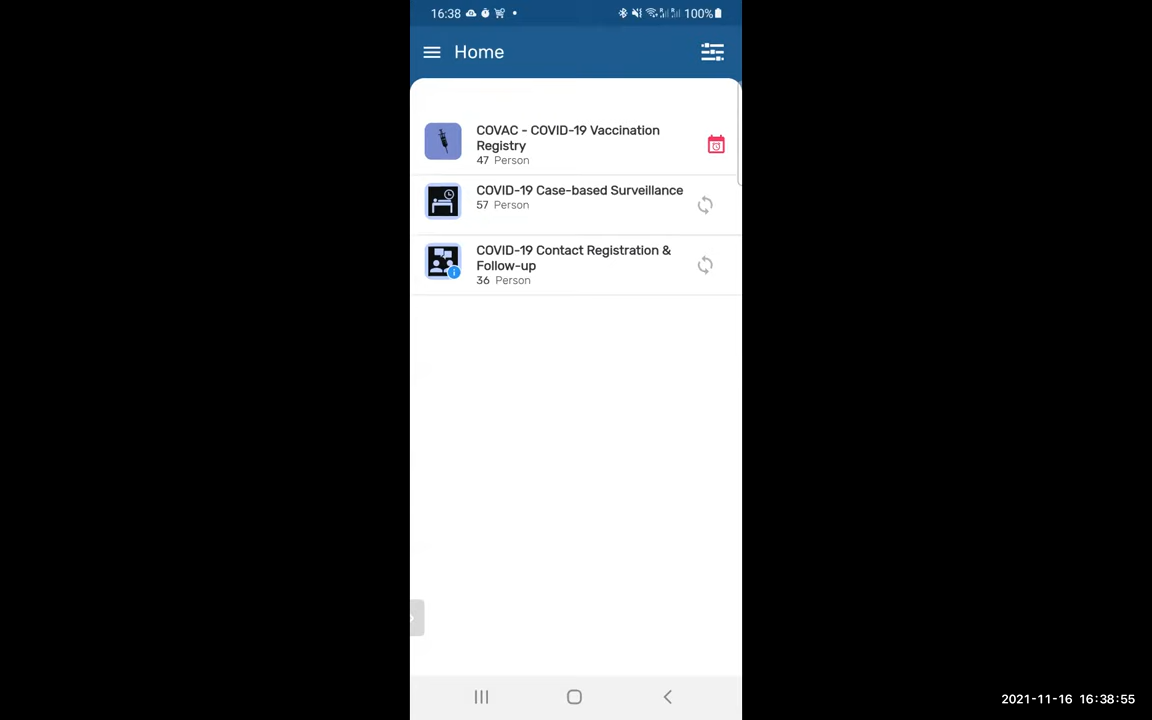 16:38
100%
Home
COVAC - COVID-19 Vaccination
Registry
47 Person
COVID-19 Case-based Surveillance
57 Person
COVID-19 Contact Registration &
Follow-up
36 Person
2021-11-16 16:38:55